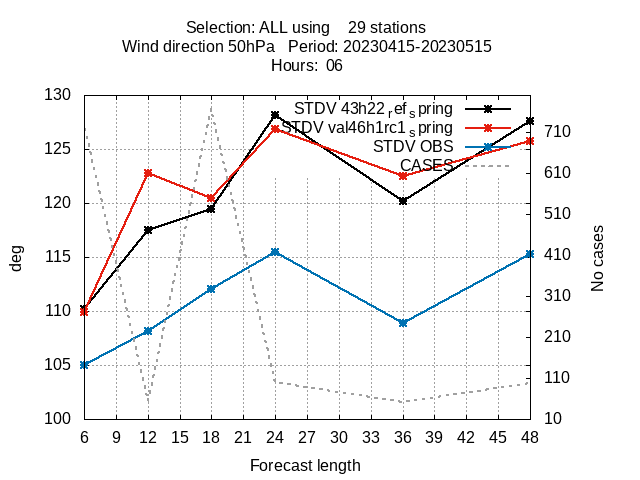 Selection: ALL using 29 stations
Wind direction 50hPa Period: 20230415-20230515
Hours: 06
130
125
120
115
110
105
100
deg
STDV 43h22refspring
STDV val46h1rc1spring
STDV OBS
CASES
710
610
510
410
310
210
110
10
No cases
6 9 12 15 18 21 24 27 30 33 36 39 42 45 48
Forecast length